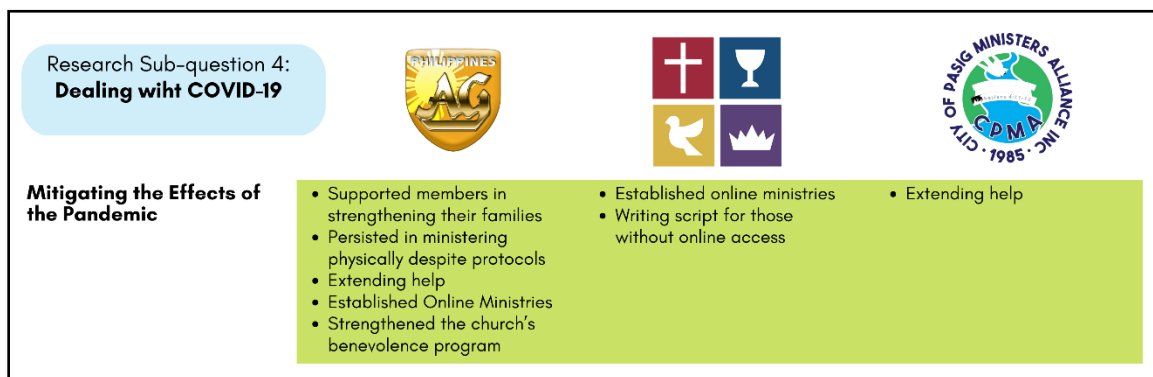 Research Sub-question 4:
Dealing wiht COVID-19
PHILIPPINES
AG
CITY OF PASIG MINISTERS ALLIANCE INC
CPMA
• 1985 •
Mitigating the Effects of
the Pandemic
• Supported members in
strengthening their families
• Persisted in ministering
physically despite protocols
• Extending help
• Established Online Ministries
• Strengthened the church's
benevolence program
• Established online ministries
• Writing script for those
without online access
• Extending help